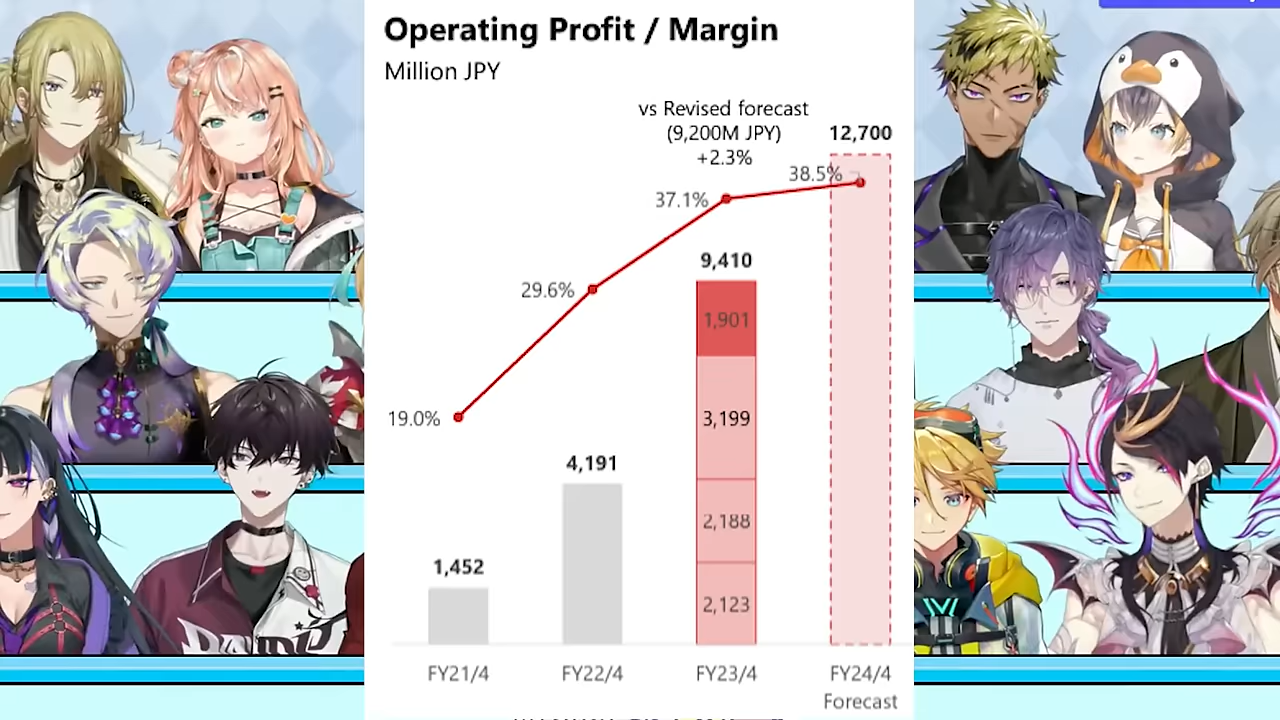 Operating Profit / Margin
Million JPY
vs Revised forecast
(9,200M JPY)
+2.3%
12,700
38.5%
37.1%
9,410
29.6%
1,901
19.0%
3,199
4,191
2,188
1,452
2,123
FY21/4
FY22/4
FY23/4
FY24/4
Forecast